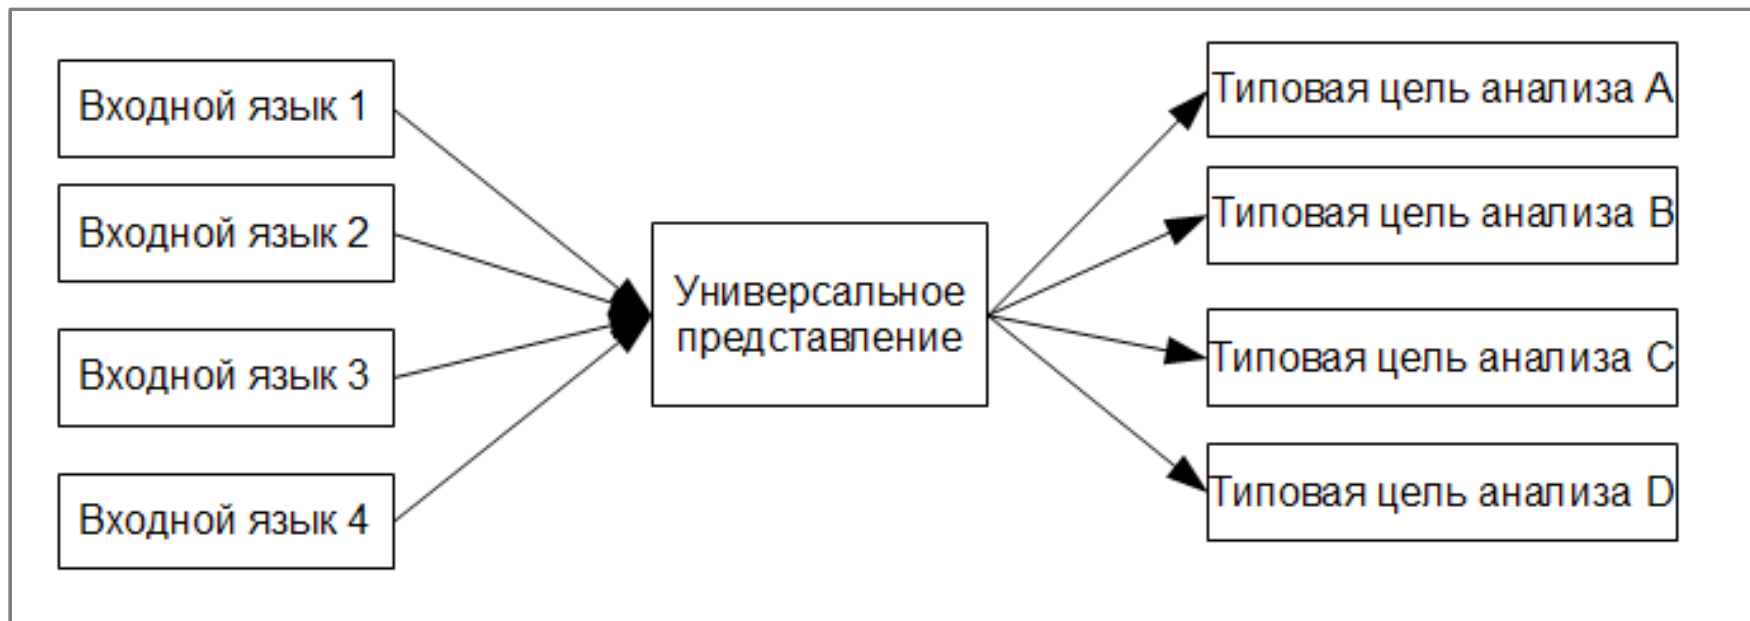 Входной язык 1
Входной язык 2
Входной язык 3
Входной язык 4
Универсальное
представление
Типовая цель анализа A
Типовая цель анализа B
Типовая цель анализа C
Типовая цель анализа D